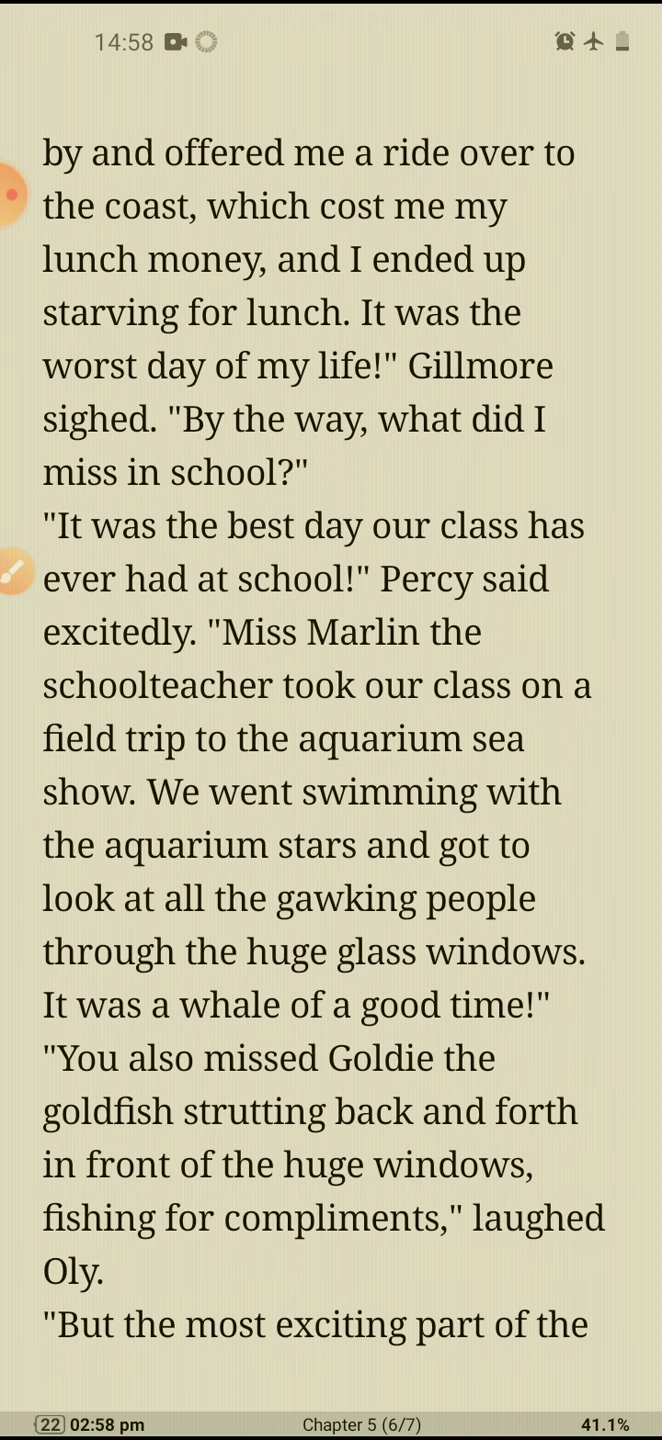 14:58
by and offered me a ride over to
the coast, which cost me my
lunch money, and I ended up
starving for lunch. It was the
worst day of my life!" Gillmore
sighed. "By the way, what did I
miss in school?"
"It was the best day our class has
ever had at school!" Percy said
excitedly. "Miss Marlin the
schoolteacher took our class on a
field trip to the aquarium sea
show. We went swimming with
the aquarium stars and got to
look at all the gawking people
through the huge glass windows.
It was a whale of a good time!"
"You also missed Goldie the
goldfish strutting back and forth
in front of the huge windows,
fishing for compliments," laughed
Oly.
"But the most exciting part of the
22 02:58 pm Chapter 5 (6/7) 41.1%